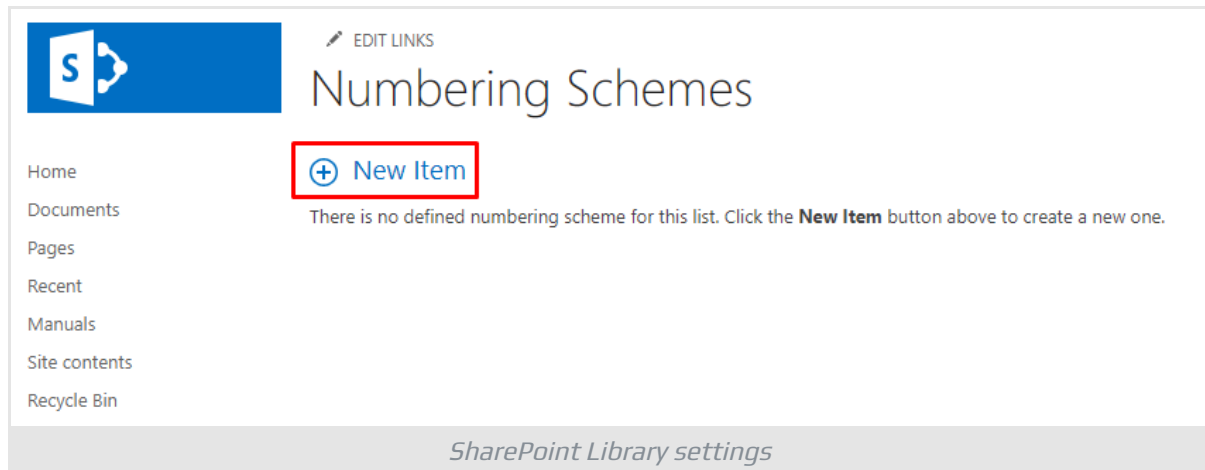 S
EDIT LINKS
Numbering Schemes
New Item
There is no defined numbering scheme for this list. Click the New Item button above to create a new one.
Home
Documents
Pages
Recent
Manuals
Site contents
Recycle Bin
SharePoint Library settings